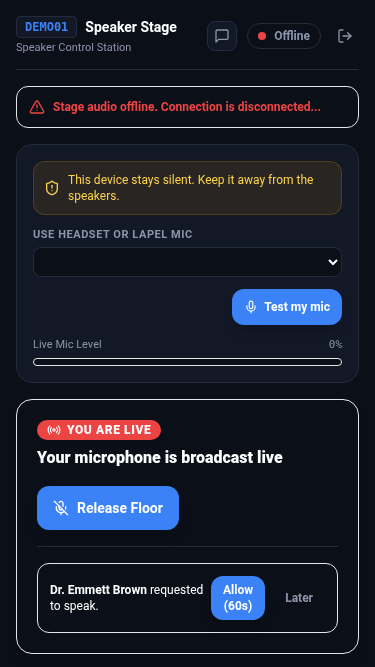 DEMO01 Speaker Stage
Speaker Control Station
Offline
Stage audio offline. Connection is disconnected...
This device stays silent. Keep it away from the
speakers.
USE HEADSET OR LAPEL MIC
Test my mic
Live Mic Level 0%
YOU ARE LIVE
Your microphone is broadcast live
Release Floor
Dr. Emmett Brown requested
to speak.
Allow
(60s)
Later